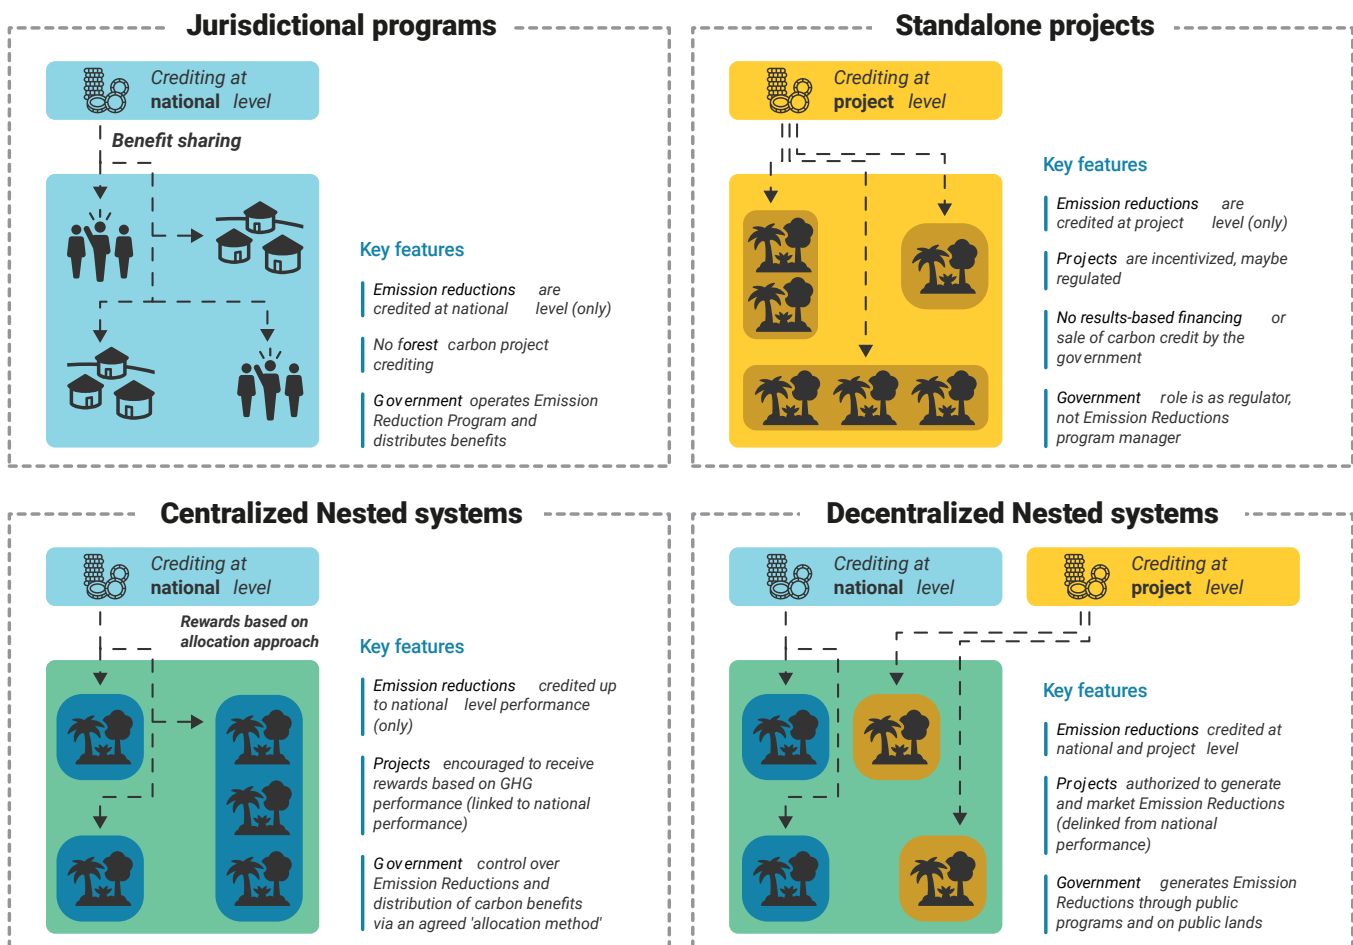 Jurisdictional programs
Crediting at
national level
Benefit sharing
Key features
Emission reductions are
credited at national level (only)
No forest carbon project
crediting
Government operates Emission
Reduction Program and
distributes benefits
Standalone projects
Crediting at
project level
Key features
Emission reductions are
credited at project level (only)
Projects are incentivized, maybe
regulated
No results-based financing or
sale of carbon credit by the
government
Government role is as regulator,
not Emission Reductions
program manager
Centralized Nested systems
Crediting at
national level
Rewards based on
allocation approach
Key features
Emission reductions credited up
to national level performance
(only)
Projects encouraged to receive
rewards based on GHG
performance (linked to national
performance)
Government control over
Emission Reductions and
distribution of carbon benefits
via an agreed 'allocation method'
Decentralized Nested systems
Crediting at
national level
Crediting at
project level
Key features
Emission reductions credited at
national and project level
Projects authorized to generate
and market Emission Reductions
(delinked from national
performance)
Government generates Emission
Reductions through public
programs and on public lands